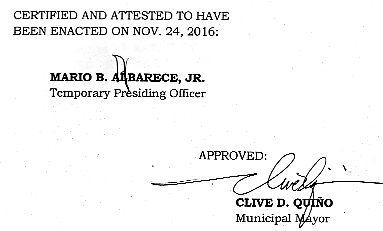 CERTIFIED AND ATTESTED TO HAVE
BEEN ENACTED ON NOV. 24, 2016:
MARIO B. ALBARECE, JR.
Temporary Presiding Officer
APPROVED:
CLIVE D. QUIÑO
Municipal Mayor